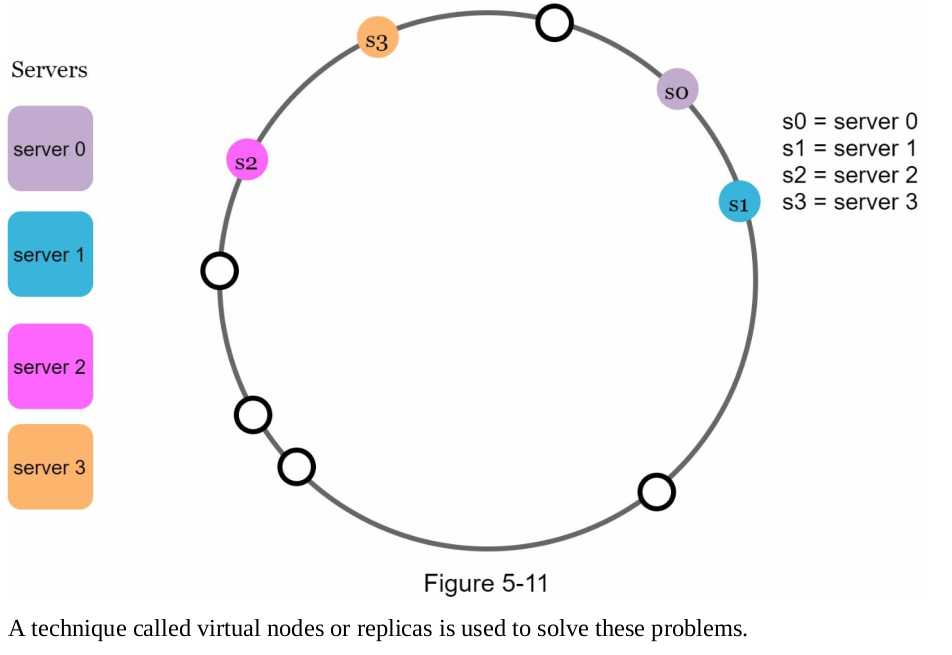 Servers
server 0
server 1
server 2
server 3
s3
s0
s2
s1
s0 = server 0
s1 = server 1
s2 = server 2
s3 = server 3
Figure 5-11
A technique called virtual nodes or replicas is used to solve these problems.